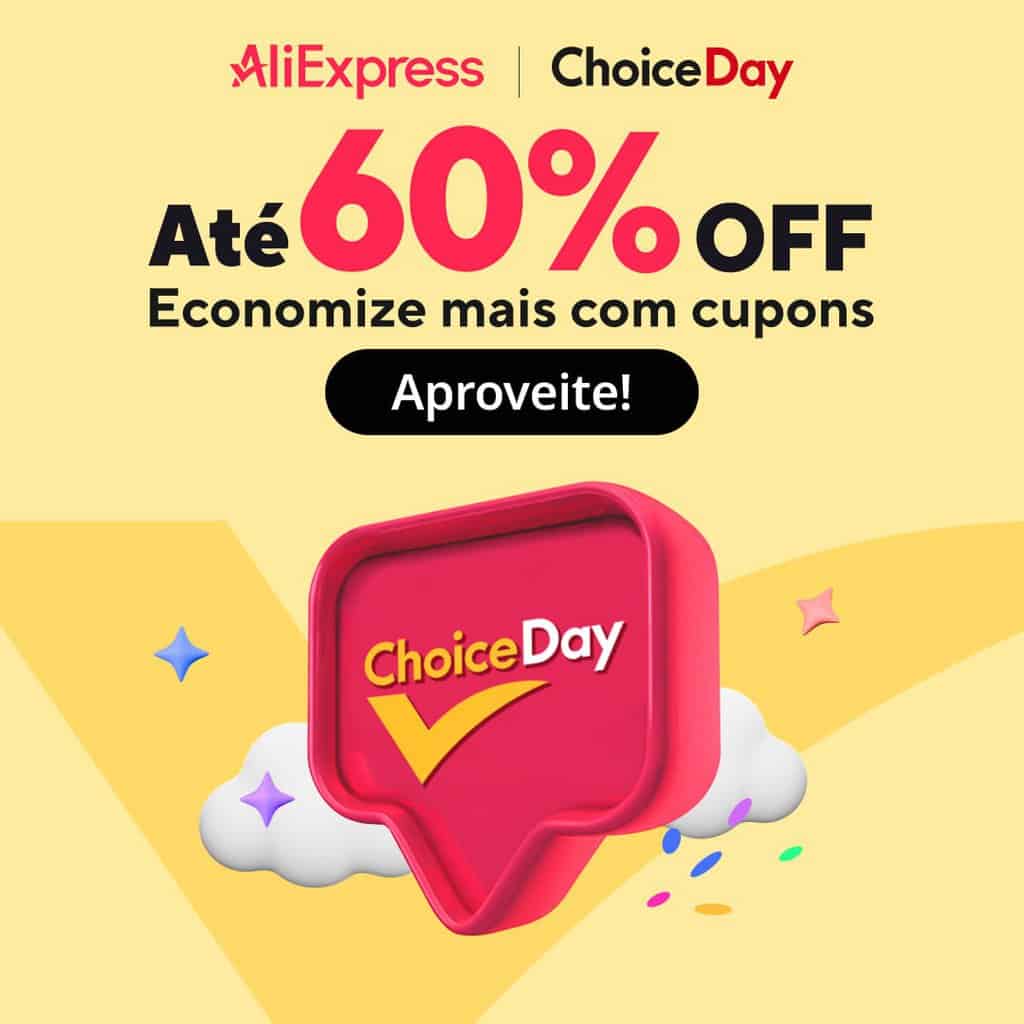 AliExpress | ChoiceDay
Até 60% OFF
Economize mais com cupons
Aproveite!
ChoiceDay